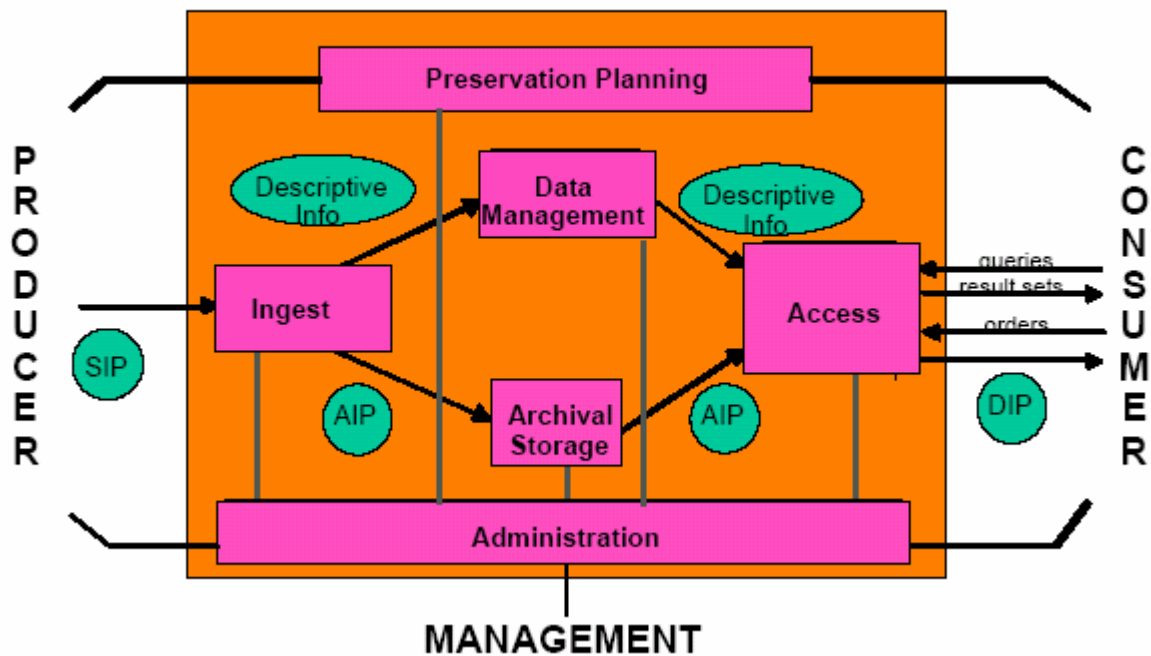 Preservation Planning
PRODUCER
CONSUMER
Descriptive
Info
Data
Management
Descriptive
Info
Ingest
Access
queries
result sets
orders
SIP
AIP
Archival
Storage
AIP
DIP
Administration
MANAGEMENT